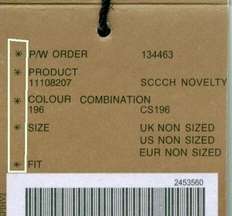 * P/W ORDER 134463
* PRODUCT
11108207 SCCCH NOVELTY
* COLOUR COMBINATION
196 CS196
* SIZE UK NON SIZED
US NON SIZED
EUR NON SIZED
* FIT
2453560